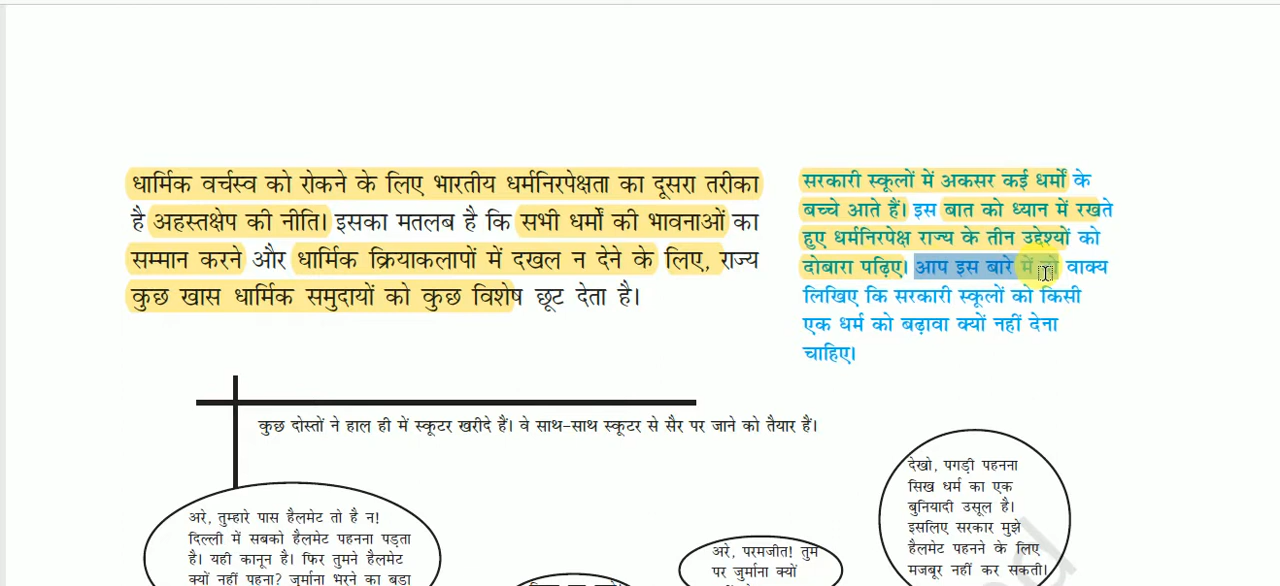 धार्मिक वर्चस्व को रोकने के लिए भारतीय धर्मनिरपेक्षता का दूसरा तरीका
है अहस्तक्षेप की नीति। इसका मतलब है कि सभी धर्मों की भावनाओं का
सम्मान करने और धार्मिक क्रियाकलापों में दखल न देने के लिए, राज्य
कुछ खास धार्मिक समुदायों को कुछ विशेष छूट देता है।
सरकारी स्कूलों में अकसर कई धर्मों के
बच्चे आते हैं। इस बात को ध्यान में रखते
हुए धर्मनिरपेक्ष राज्य के तीन उद्देश्यों को
दोबारा पढ़िए। आप इस बारे में वाक्य
लिखिए कि सरकारी स्कूलों को किसी
एक धर्म को बढ़ावा क्यों नहीं देना
चाहिए।
कुछ दोस्तों ने हाल ही में स्कूटर खरीदे हैं। वे साथ-साथ स्कूटर से सैर पर जाने को तैयार हैं।
अरे, तुम्हारे पास हैलमेट तो है न!
दिल्ली में सबको हैलमेट पहनना पड़ता
है। यही कानून है। फिर तुमने हैलमेट
क्यों नहीं पहना? जुर्माना भरने का बड़ा
अरे, परमजीत! तुम
पर जुर्माना क्यों
देखो, पगड़ी पहनना
सिख धर्म का एक
बुनियादी उसूल है।
इसलिए सरकार मुझे
हैलमेट पहनने के लिए
मजबूर नहीं कर सकती।